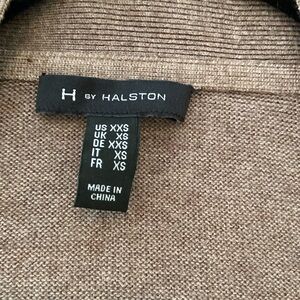 H BY HALSTON
US XXS
UK XS
DE XXS
IT XS
FR XS
MADE IN
CHINA